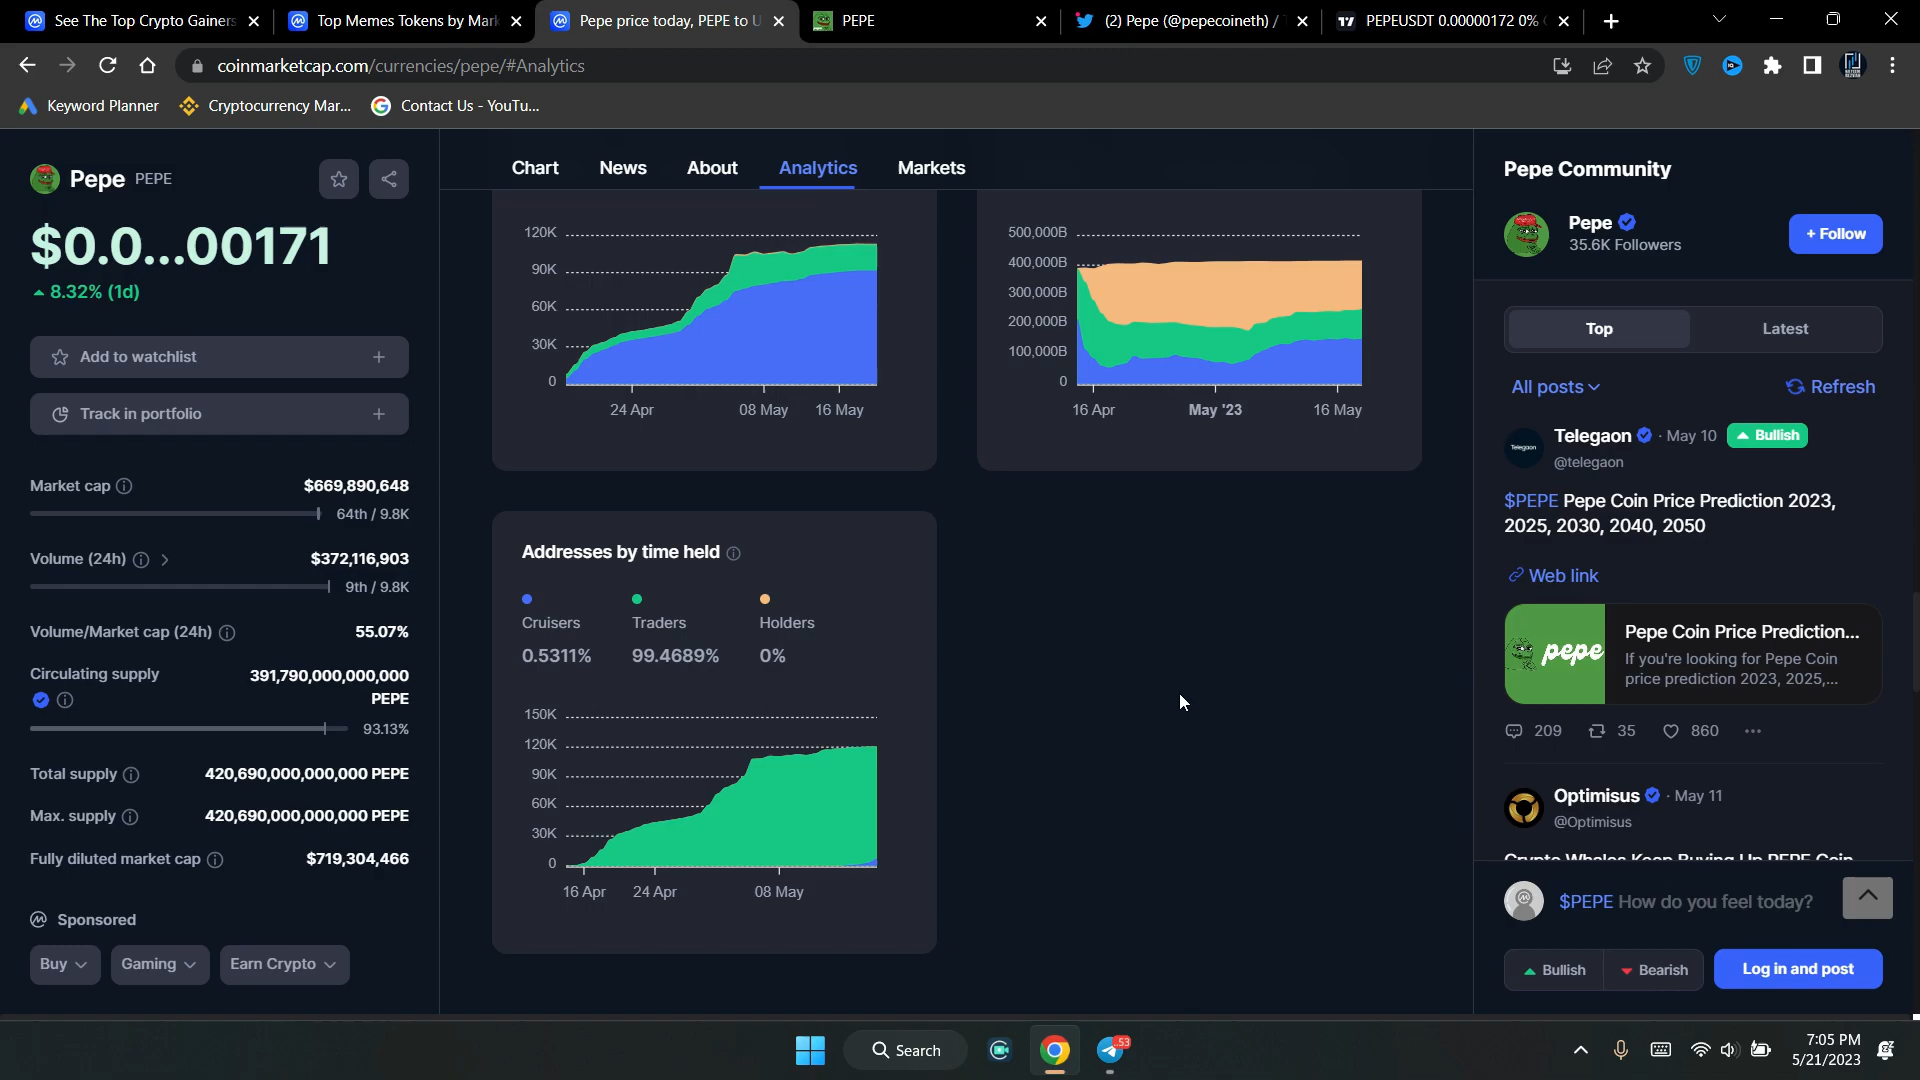 See The Top Crypto Gainers
Top Memes Tokens by Mark
Pepe price today, PEPE to U
PEPE
(2) Pepe (@pepecoineth) /
PEPEUSDT 0.00000172 0%
coinmarketcap.com/currencies/pepe/#Analytics
Keyword Planner
Cryptocurrency Mar...
Contact Us - YouTu...
Pepe PEPE
$0.0...00171
8.32% (1d)
Add to watchlist +
Track in portfolio +
Market cap $669,890,648
64th / 9.8K
Volume (24h) $372,116,903
9th / 9.8K
Volume/Market cap (24h) 55.07%
Circulating supply 391,790,000,000,000
PEPE
93.13%
Total supply 420,690,000,000,000 PEPE
Max. supply 420,690,000,000,000 PEPE
Fully diluted market cap $719,304,466
Sponsored
Buy
Gaming
Earn Crypto
Chart News About Analytics Markets
120K
90K
60K
30K
0
24 Apr 08 May 16 May
500,000B
400,000B
300,000B
200,000B
100,000B
0
16 Apr May '23 16 May
Addresses by time held
Cruisers Traders Holders
0.5311% 99.4689% 0%
150K
120K
90K
60K
30K
0
16 Apr 24 Apr 08 May
Pepe Community
Pepe
35.6K Followers
+ Follow
Top Latest
All posts Refresh
Telegaon
Telegaon · May 10 Bullish
@telegaon
$PEPE Pepe Coin Price Prediction 2023,
2025, 2030, 2040, 2050
Web link
pepe
Pepe Coin Price Prediction...
If you're looking for Pepe Coin
price prediction 2023, 2025,...
209 35 860
Optimisus · May 11
@Optimisus
Crypto Whales Keep Buying Up PEPE Coin
$PEPE How do you feel today?
Bullish Bearish Log in and post
Search
53
7:05 PM
5/21/2023